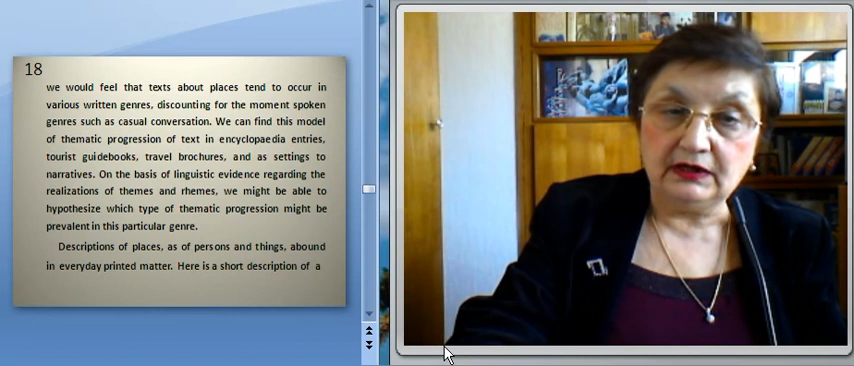 18
we would feel that texts about places tend to occur in
various written genres, discounting for the moment spoken
genres such as casual conversation. We can find this model
of thematic progression of text in encyclopaedia entries,
tourist guidebooks, travel brochures, and as settings to
narratives. On the basis of linguistic evidence regarding the
realizations of themes and rhemes, we might be able to
hypothesize which type of thematic progression might be
prevalent in this particular genre.
Descriptions of places, as of persons and things, abound
in everyday printed matter. Here is a short description of a